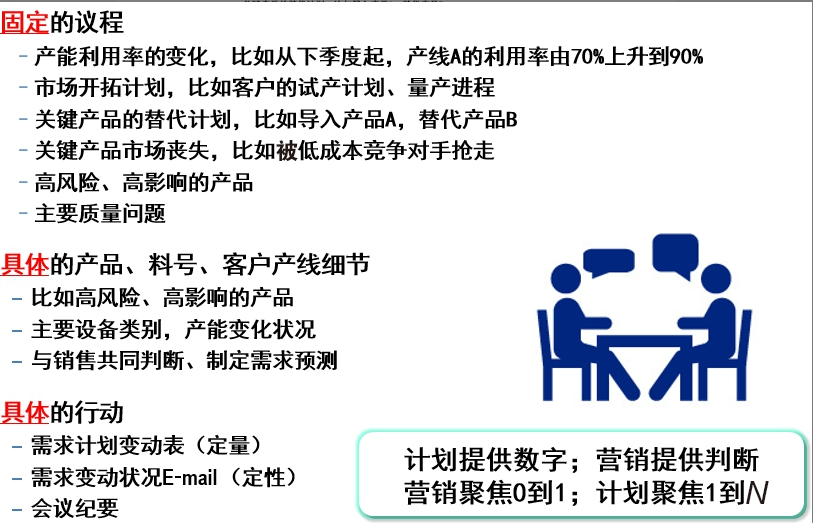 固定的议程
– 产能利用率的变化，比如从下季度起，产线A的利用率由70%上升到90%
– 市场开拓计划，比如客户的试产计划、量产进程
– 关键产品的替代计划，比如导入产品A，替代产品B
– 关键产品市场丧失，比如被低成本竞争对手抢走
– 高风险、高影响的产品
– 主要质量问题
具体的产品、料号、客户产线细节
– 比如高风险、高影响的产品
– 主要设备类别，产能变化状况
– 与销售共同判断、制定需求预测
具体的行动
– 需求计划变动表（定量）
– 需求变动状况E-mail（定性）
– 会议纪要
计划提供数字；营销提供判断
营销聚焦0到1；计划聚焦1到N